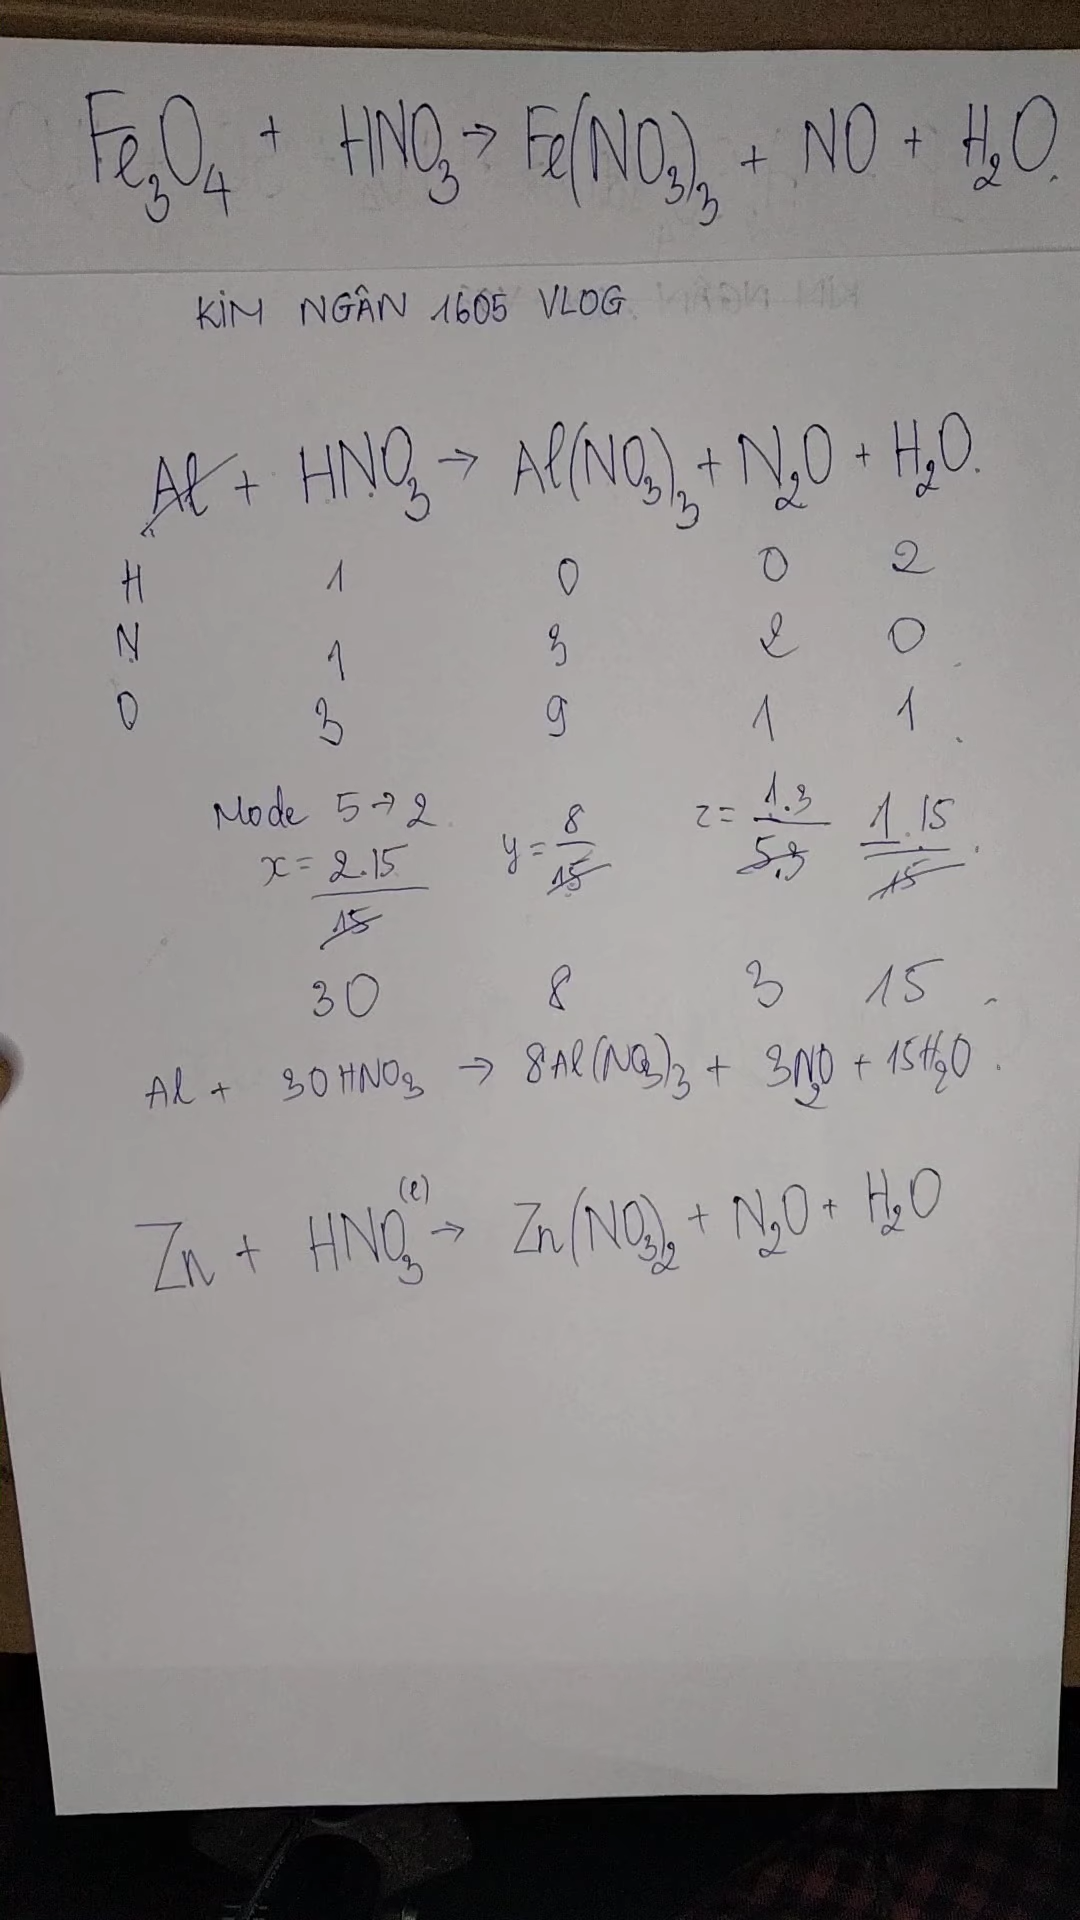 Fe₃O₄ + HNO₃ → Fe(NO₃)₃ + NO + H₂O.
KIM NGÂN 1605 VLOG
Al + HNO₃ → Al(NO₃)₃ + N₂O + H₂O.
H 1 0 0 2
N 1 3 2 0
O 3 9 1 1
Mode 5→2
x = 2.15/15 y = 8/15 z = 1.3/5.3 1.15/15
30 8 3 15
Al + 30HNO₃ → 8Al(NO₃)₃ + 3N₂O + 15H₂O.
Zn + HNO₃(l) → Zn(NO₃)₂ + N₂O + H₂O